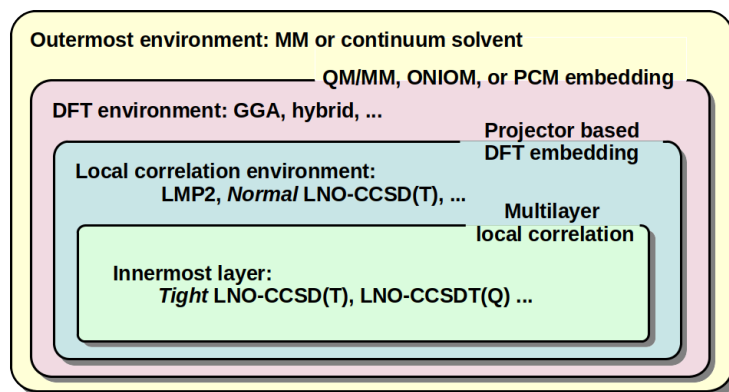 Outermost environment: MM or continuum solvent
QM/MM, ONIOM, or PCM embedding
DFT environment: GGA, hybrid, ...
Projector based
DFT embedding
Local correlation environment:
LMP2, Normal LNO-CCSD(T), ...
Multilayer
local correlation
Innermost layer:
Tight LNO-CCSD(T), LNO-CCSDT(Q) ...